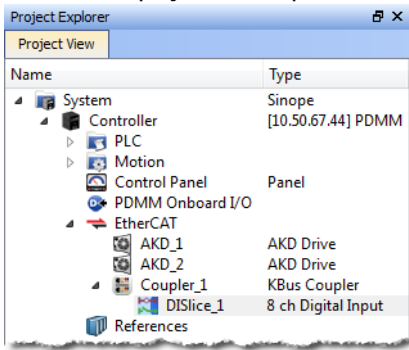 Project Explorer
Project View
Name Type
System Sinope
Controller [10.50.67.44] PDMM
PLC
Motion
Control Panel Panel
PDMM Onboard I/O
EtherCAT
AKD_1 AKD Drive
AKD_2 AKD Drive
Coupler_1 KBus Coupler
DISlice_1 8 ch Digital Input
References